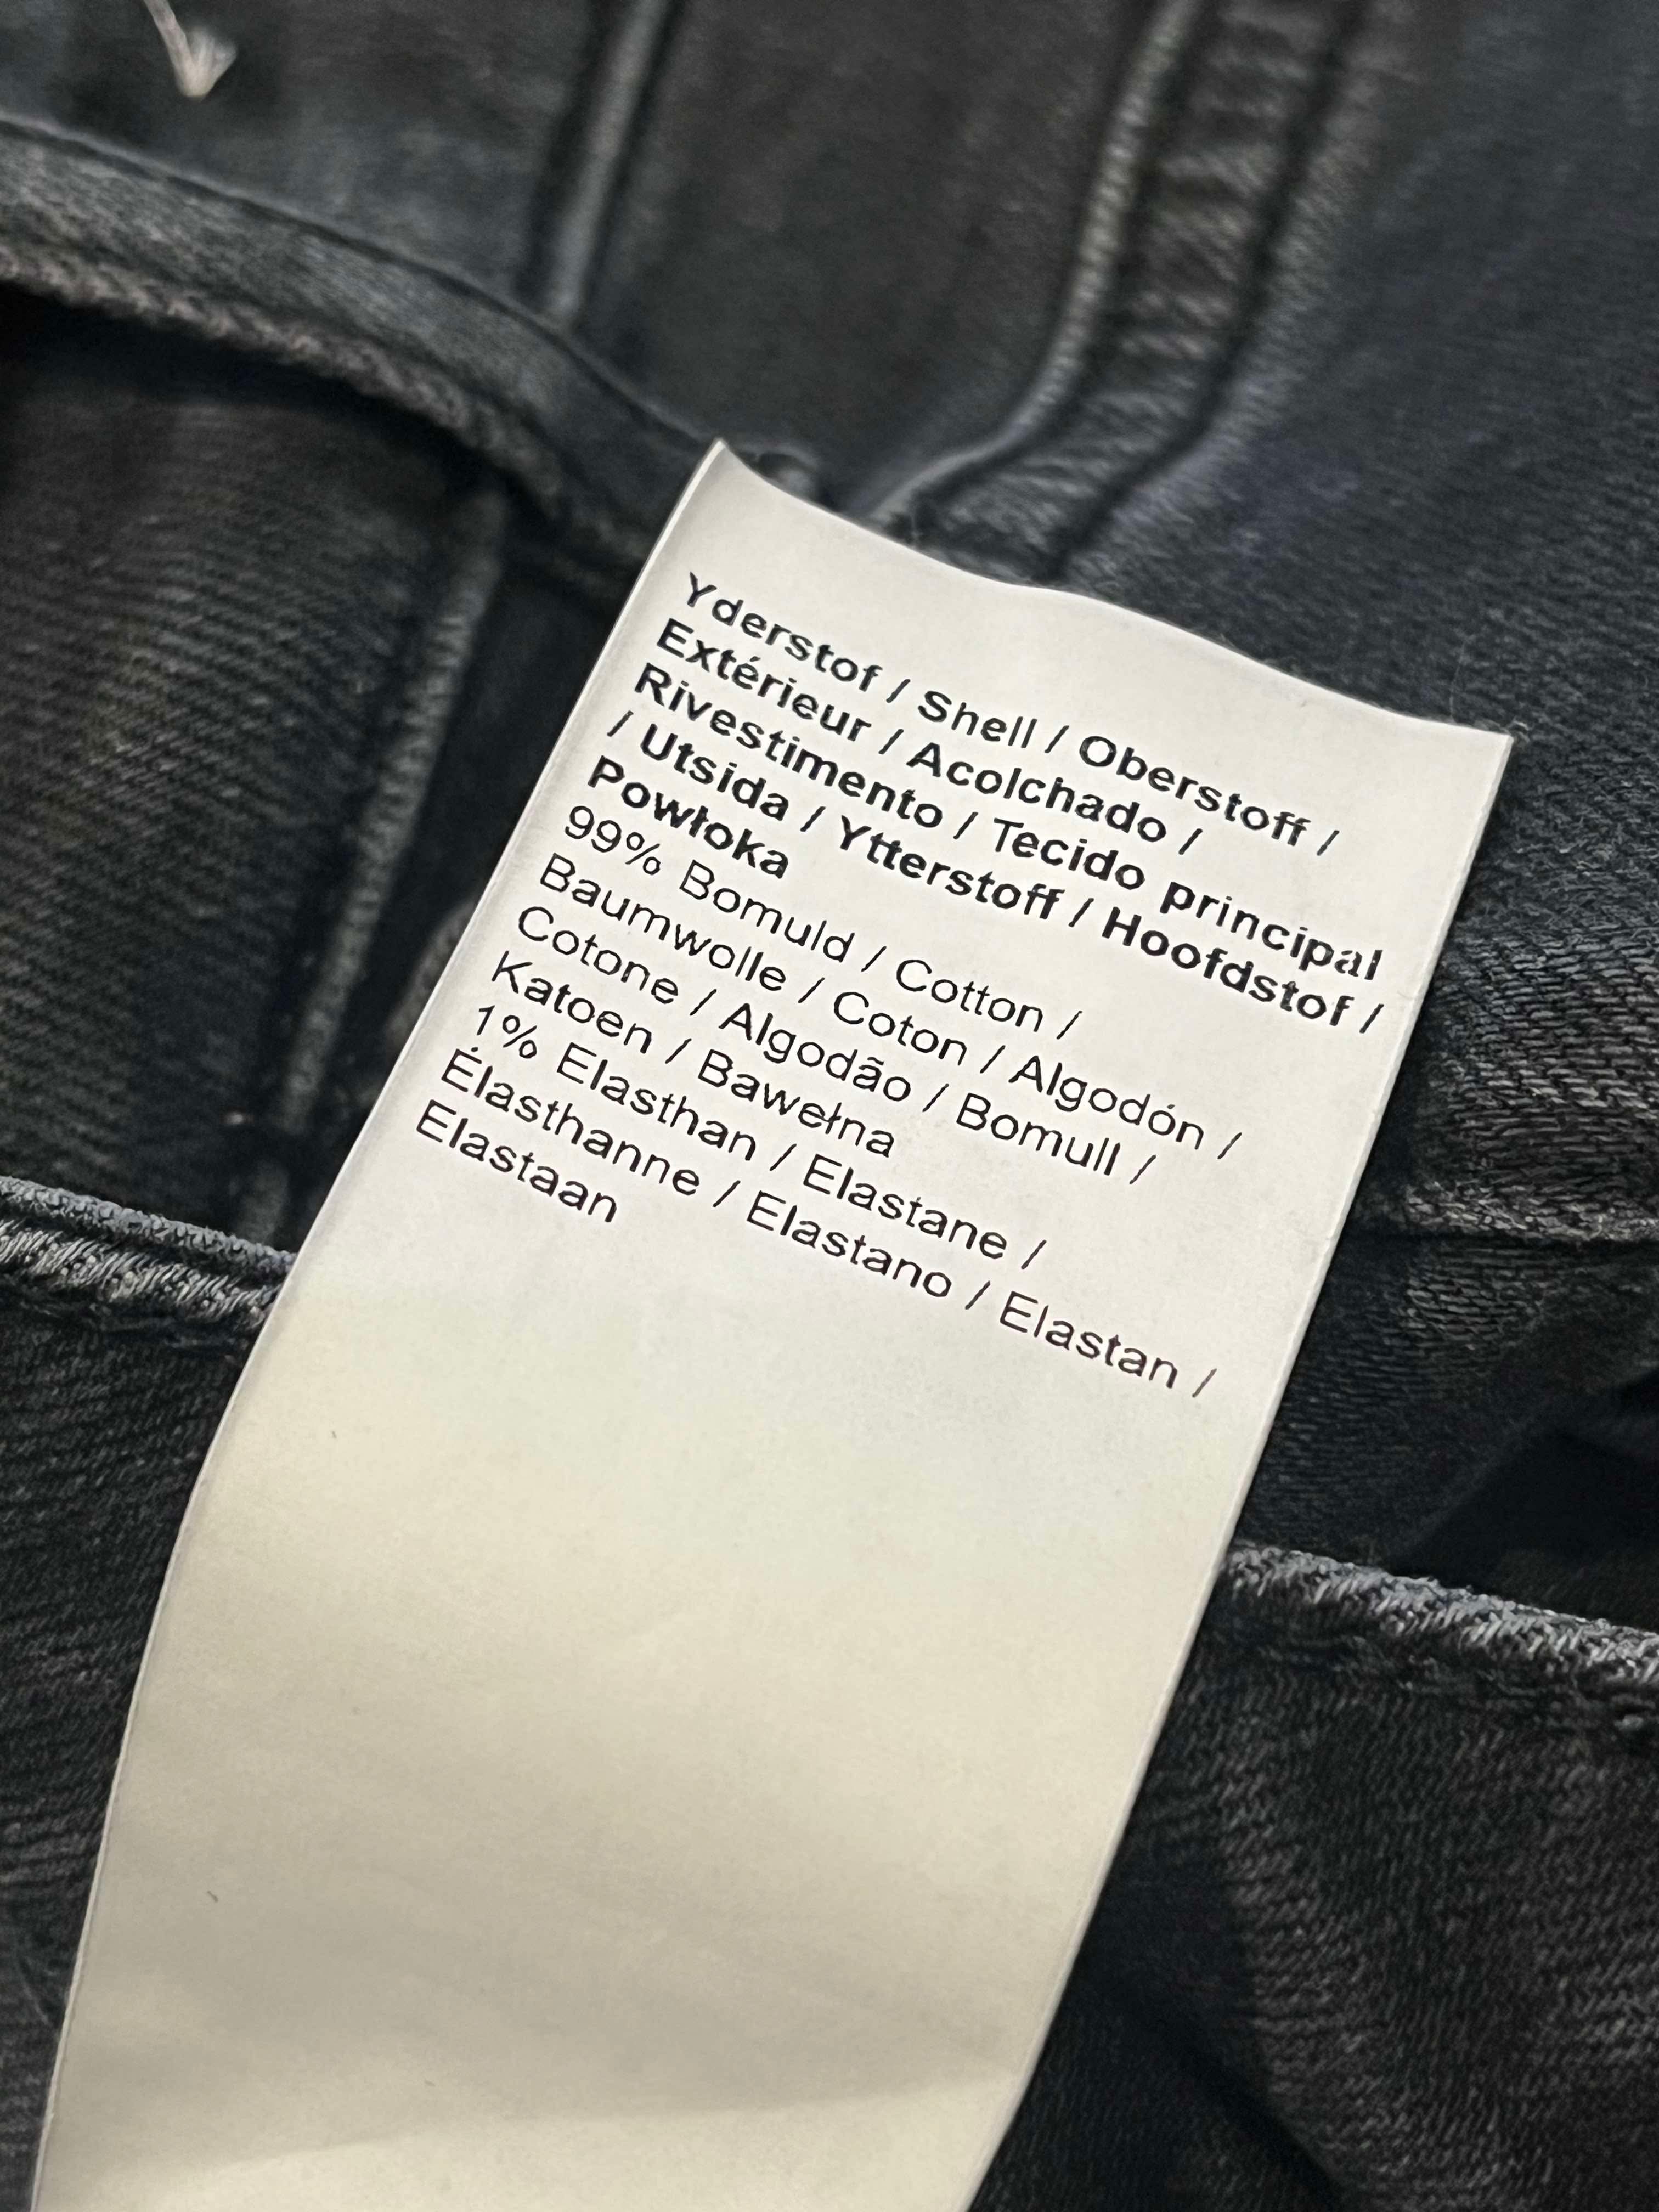 Yderstof / Shell / Oberstoff /
Extérieur / Acolchado /
Rivestimento / Tecido principal
/ Utsida / Ytterstoff / Hoofdstof /
Powłoka
99% Bomuld / Cotton /
Baumwolle / Coton / Algodón /
Cotone / Algodão / Bomull /
Katoen / Bawełna
1% Elasthan / Elastane /
Élasthanne / Elastano / Elastan /
Elastaan